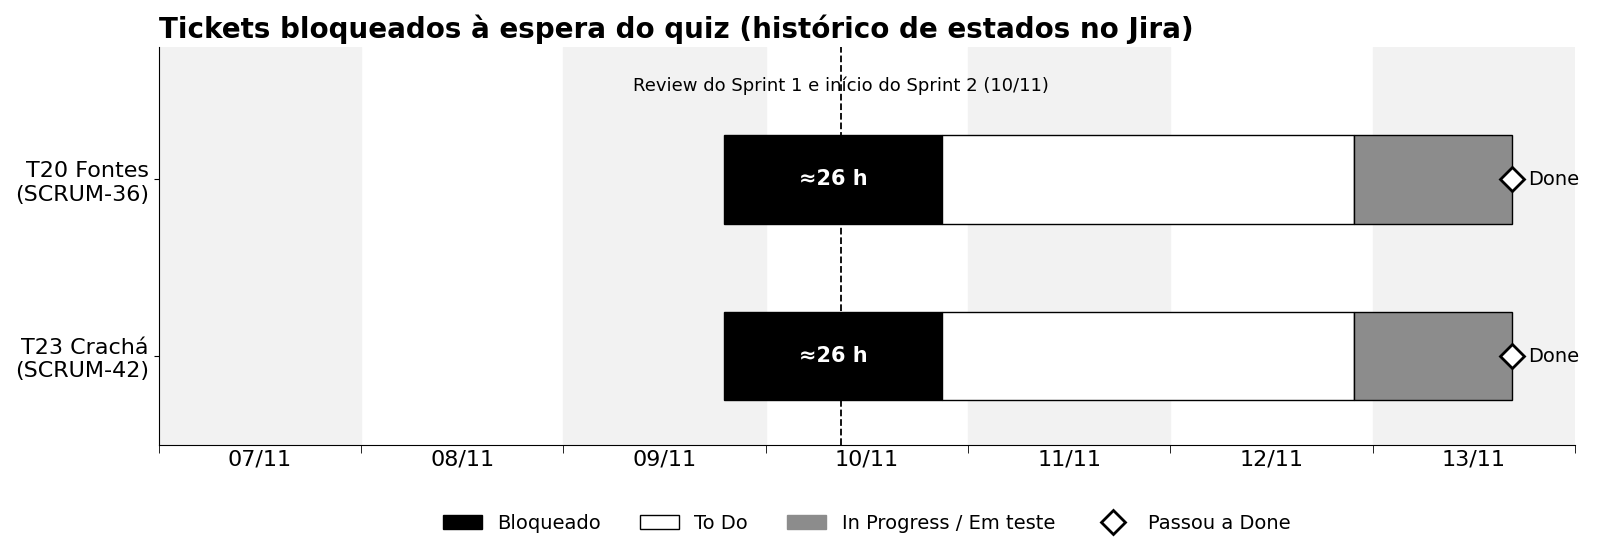 Tickets bloqueados à espera do quiz (histórico de estados no Jira)
Review do Sprint 1 e início do Sprint 2 (10/11)
T20 Fontes
(SCRUM-36)
≈26 h
Done
T23 Crachá
(SCRUM-42)
≈26 h
Done
07/11 08/11 09/11 10/11 11/11 12/11 13/11
Bloqueado To Do In Progress / Em teste Passou a Done